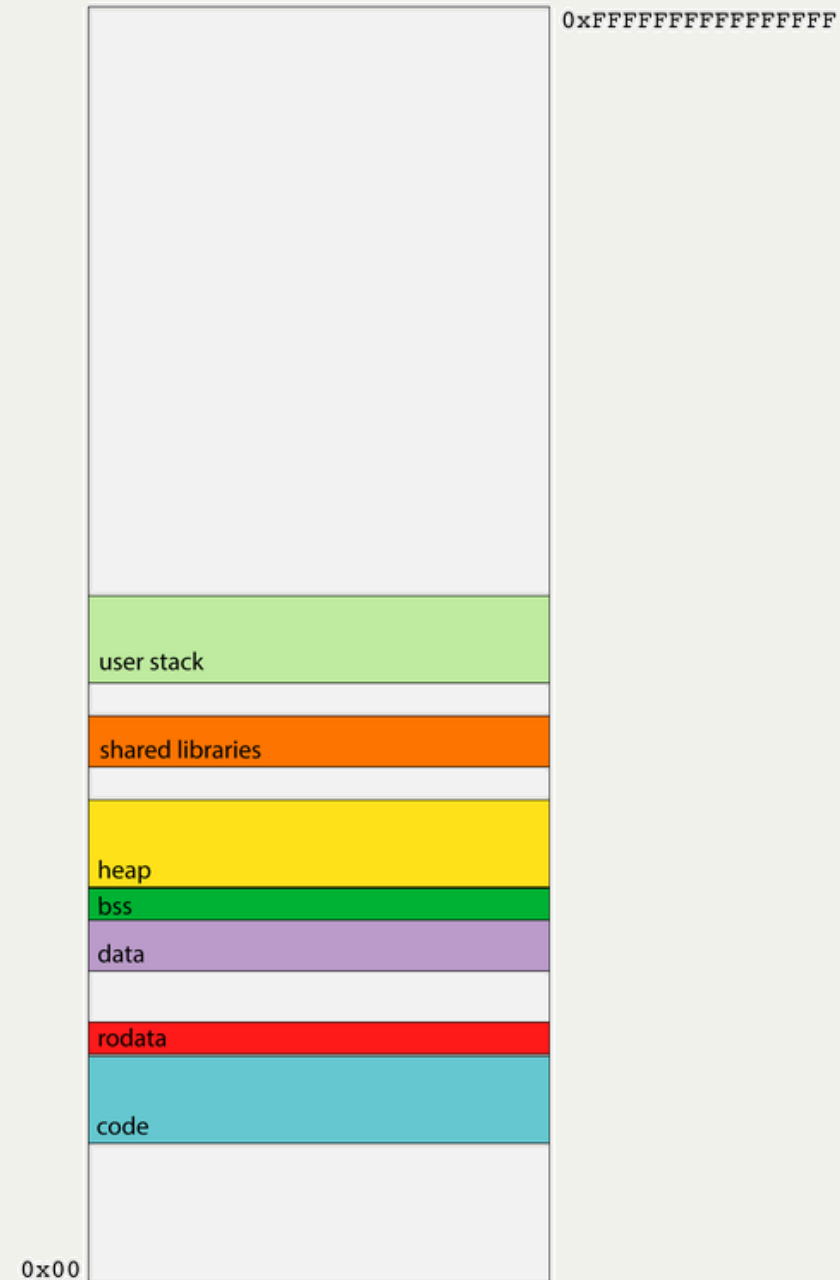 0xFFFFFFFFFFFFFFFF
user stack
shared libraries
heap
bss
data
rodata
code
0x00